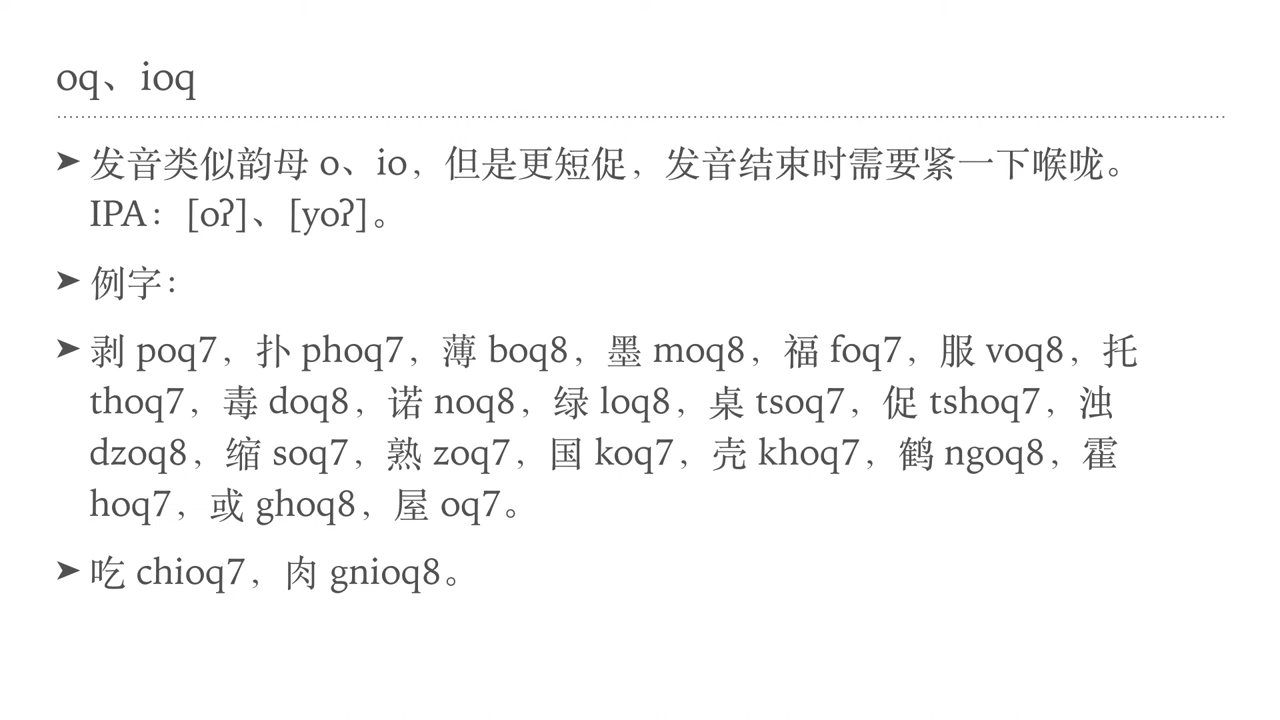 oq、ioq
➤ 发音类似韵母 o、io，但是更短促，发音结束时需要紧一下喉咙。
IPA：[oʔ]、[yoʔ]。
➤ 例字：
➤ 剥 poq7，扑 phoq7，薄 boq8，墨 moq8，福 foq7，服 voq8，托
thoq7，毒 doq8，诺 noq8，绿 loq8，桌 tsoq7，促 tshoq7，浊
dzoq8，缩 soq7，熟 zoq7，国 koq7，壳 khoq7，鹤 ngoq8，霍
hoq7，或 ghoq8，屋 oq7。
➤ 吃 chioq7，肉 gnioq8。